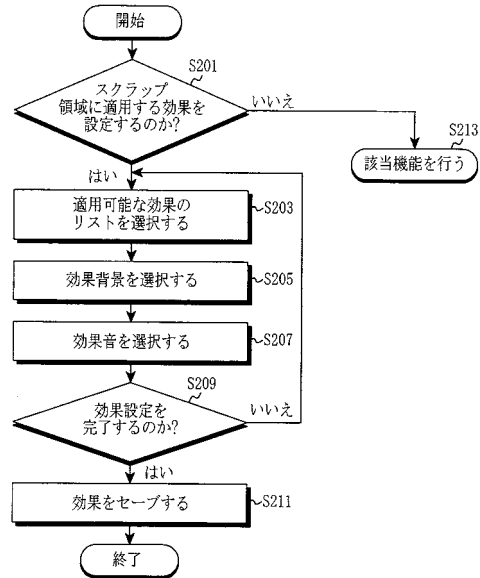 開始
S201
スクラップ
領域に適用する効果を
設定するのか?
いいえ
S213
該当機能を行う
はい
適用可能な効果の
リストを選択する
S203
効果背景を選択する
S205
効果音を選択する
S207
S209
効果設定を
完了するのか?
いいえ
はい
効果をセーブする
S211
終了